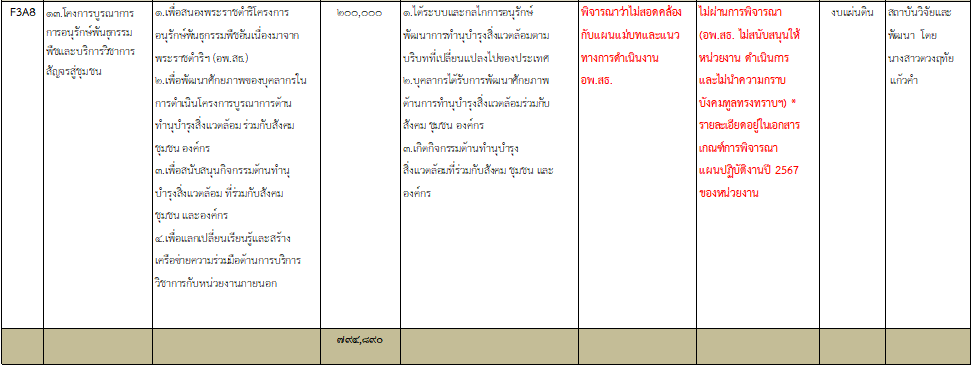 F3A8
๑๓.โคงการบูรณาการ
การอนุรักษ์พันธุกรรม
พืชและบริการวิชาการ
สัญจรสู่ชุมชน
๑.เพื่อสนองพระราชดำริโครงการ
อนุรักษ์พันธุกรรมพืชอันเนื่องมาจาก
พระราชดำริฯ (อพ.สธ.)
๒.เพื่อพัฒนาศักยภาพของบุคลากรใน
การดำเนินโครงการบูรณาการด้าน
ทำนุบำรุงสิ่งแวดล้อม ร่วมกับสังคม
ชุมชน องค์กร
๓.เพื่อสนับสนุนกิจกรรมด้านทำนุ
บำรุงสิ่งแวดล้อม ที่ร่วมกับสังคม
ชุมชน และองค์กร
๔.เพื่อแลกเปลี่ยนเรียนรู้และสร้าง
เครือข่ายความร่วมมือด้านการบริการ
วิชาการกับหน่วยงานภายนอก
๒๐๐,๐๐๐
๑.ได้ระบบและกลไกการอนุรักษ์
พัฒนาการทำนุบำรุงสิ่งแวดล้อมตาม
บริบทที่เปลี่ยนแปลงไปของประเทศ
๒.บุคลากรได้รับการพัฒนาศักยภาพ
ด้านการทำนุบำรุงสิ่งแวดล้อมร่วมกับ
สังคม ชุมชน องค์กร
๓.เกิดกิจกรรมด้านทำนุบำรุง
สิ่งแวดล้อมที่ร่วมกับสังคม ชุมชน และ
องค์กร
พิจารณาว่าไม่สอดคล้อง
กับแผนแม่บทและแนว
ทางการดำเนินงาน
อพ.สธ.
ไม่ผ่านการพิจารณา
(อพ.สธ. ไม่สนับสนุนให้
หน่วยงาน ดำเนินการ
และไม่นำความกราบ
บังคมทูลทรงทราบฯ) *
รายละเอียดอยู่ในเอกสาร
เกณฑ์การพิจารณา
แผนปฏิบัติงานปี 2567
ของหน่วยงาน
งบแผ่นดิน
สถาบันวิจัยและ
พัฒนา โดย
นางสาวดวงฤทัย
แก้วคำ
๗๙๔,๘๙๐